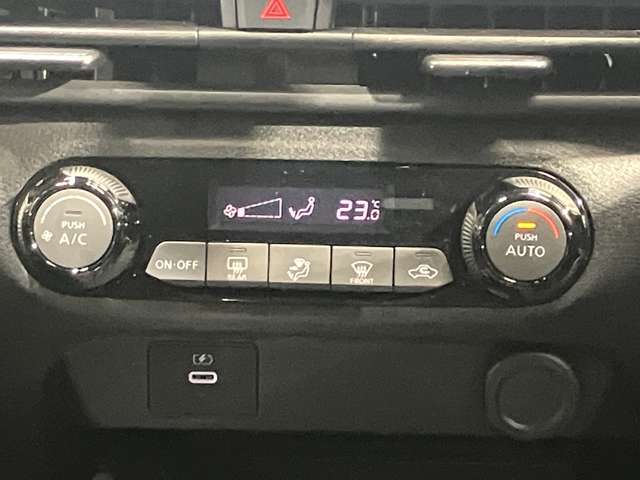 23.0 °C
PUSH
A/C
PUSH
AUTO
ON·OFF
REAR
FRONT